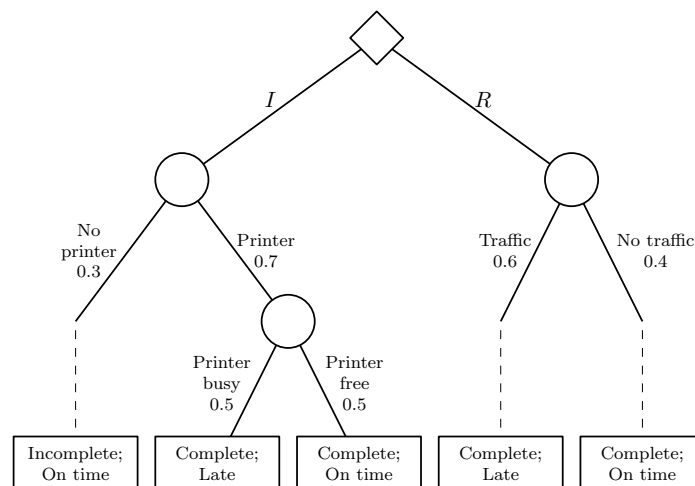 I
R
No
printer
0.3
Printer
0.7
Traffic
0.6
No traffic
0.4
Printer
busy
0.5
Printer
free
0.5
Incomplete;
On time
Complete;
Late
Complete;
On time
Complete;
Late
Complete;
On time